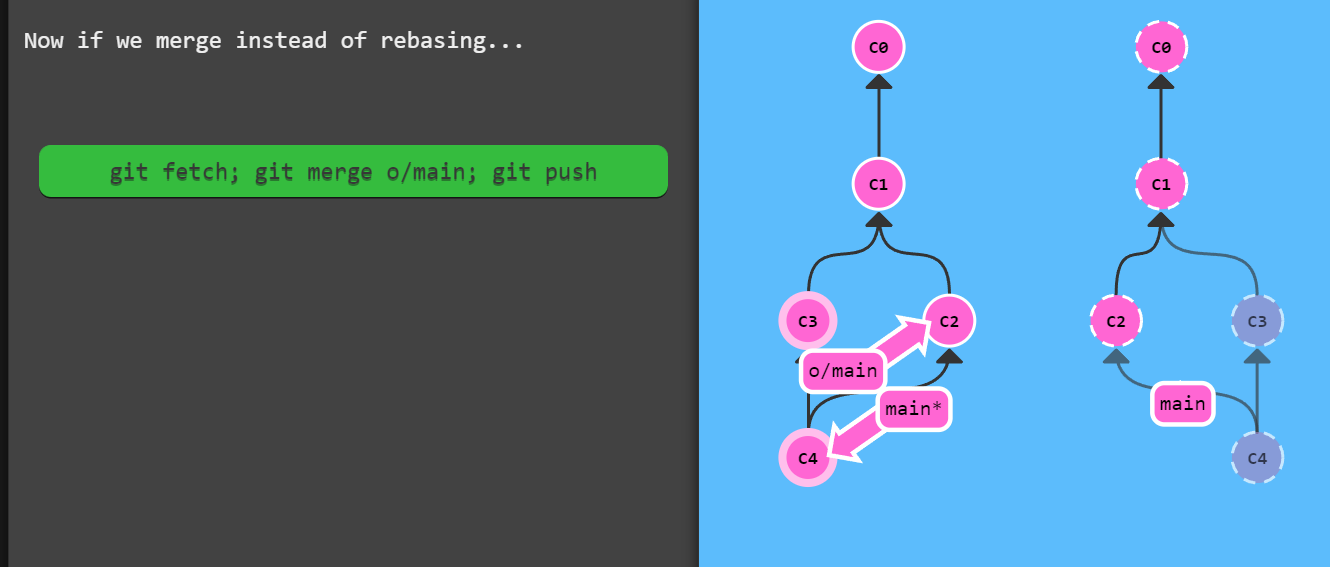 Now if we merge instead of rebasing...
git fetch; git merge o/main; git push
C0
C1
C3
C2
o/main
main*
C4
C0
C1
C2
C3
main
C4